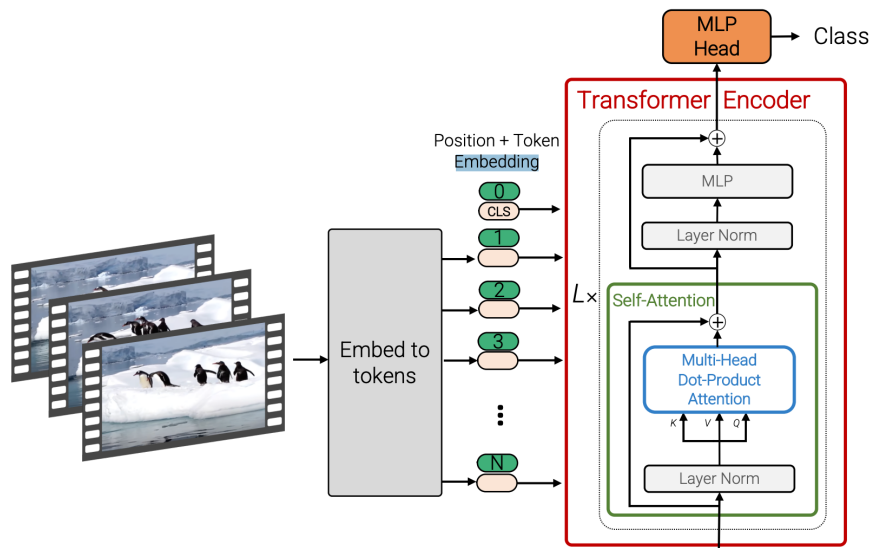 MLP
Head
Class
Transformer Encoder
Position + Token
Embedding
0
CLS
1
2
3
N
Embed to
tokens
L×
MLP
Layer Norm
Self-Attention
Multi-Head
Dot-Product
Attention
K V Q
Layer Norm